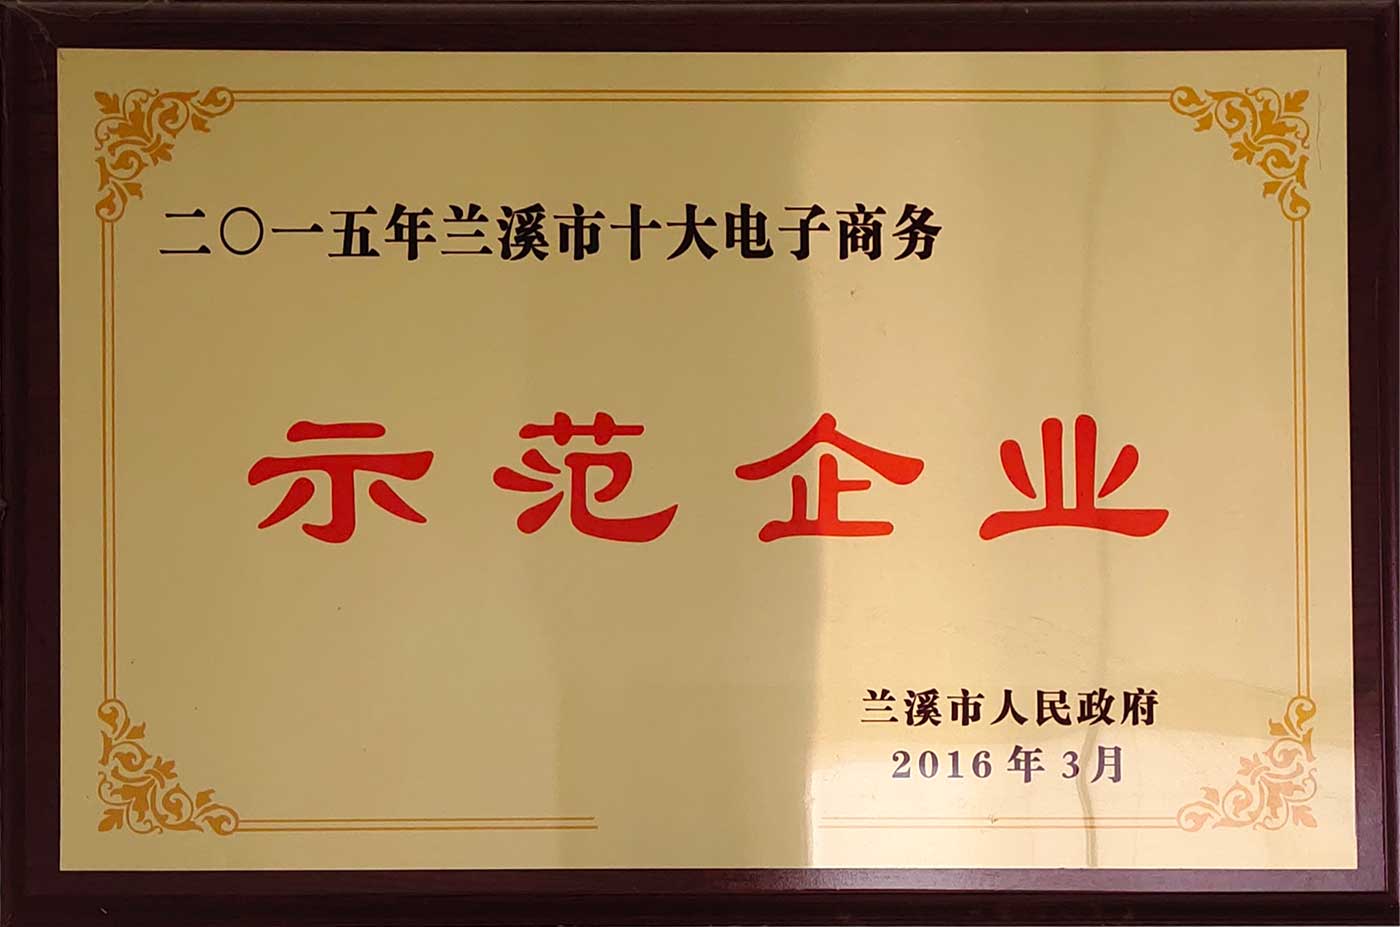 二〇一五年兰溪市十大电子商务
示范企业
兰溪市人民政府
2016年3月